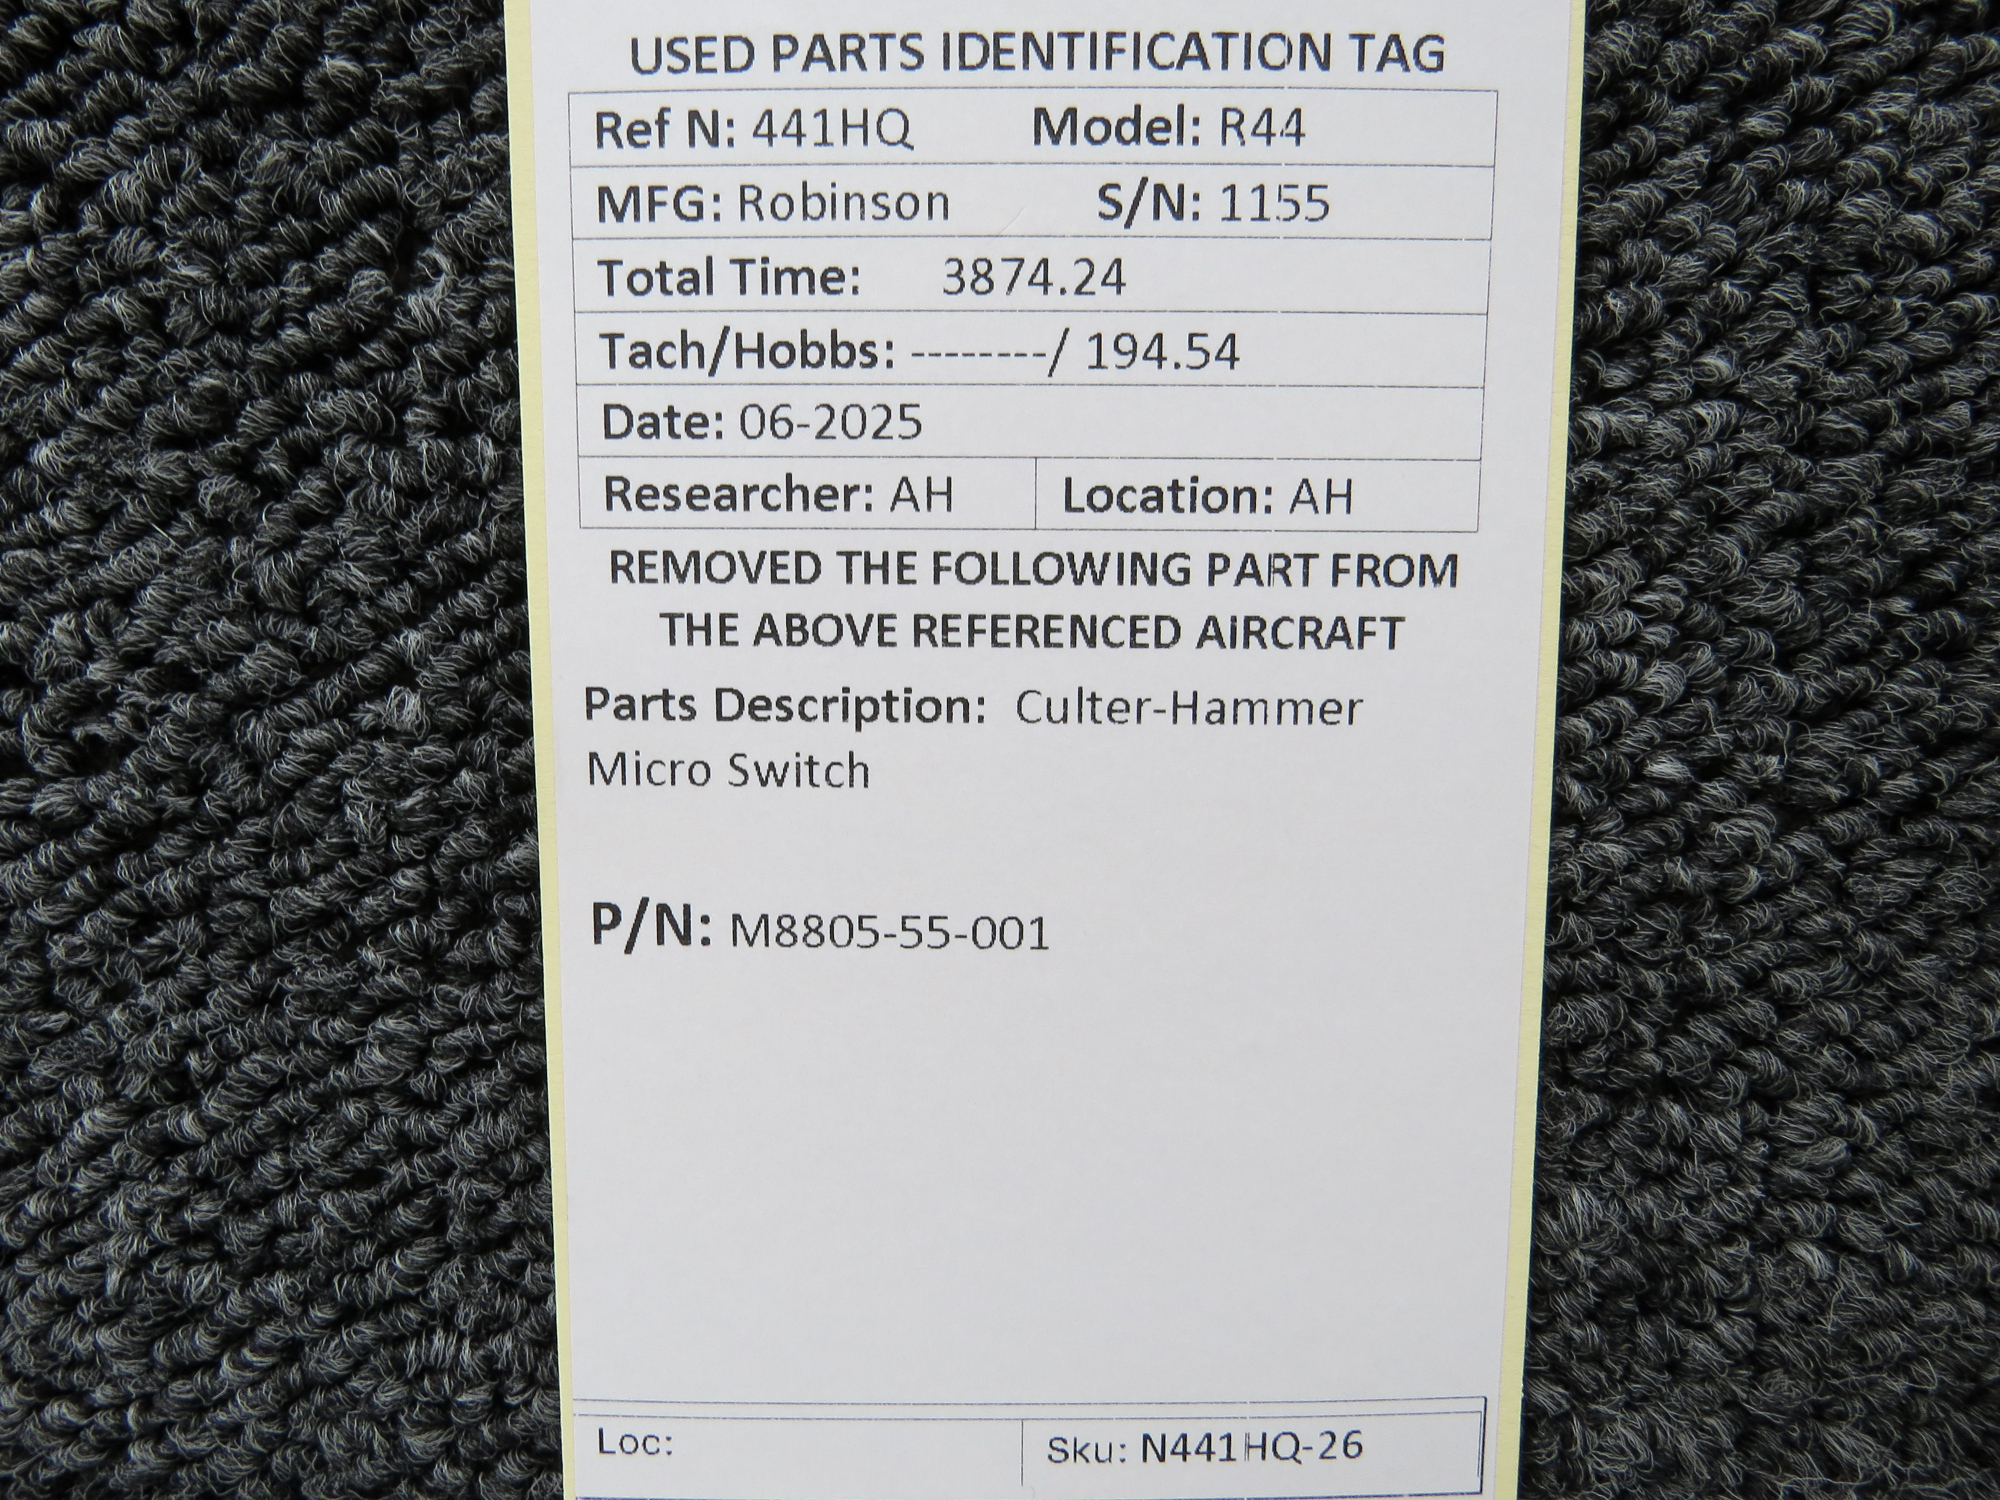 USED PARTS IDENTIFICATION TAG
Ref N: 441HQ Model: R44
MFG: Robinson S/N: 1155
Total Time: 3874.24
Tach/Hobbs: --------/ 194.54
Date: 06-2025
Researcher: AH Location: AH
REMOVED THE FOLLOWING PART FROM
THE ABOVE REFERENCED AIRCRAFT
Parts Description: Culter-Hammer
Micro Switch
P/N: M8805-55-001
Loc: Sku: N441HQ-26